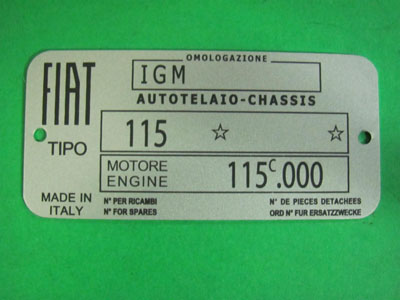 OMOLOGAZIONE
FIAT
IGM
AUTOTELAIO-CHASSIS
TIPO
115 ☆ ☆
MOTORE
ENGINE
115C.000
MADE IN
ITALY
N° PER RICAMBI
N° FOR SPARES
N° DE PIECES DETACHEES
ORD N° FUR ERSATZZWECKE